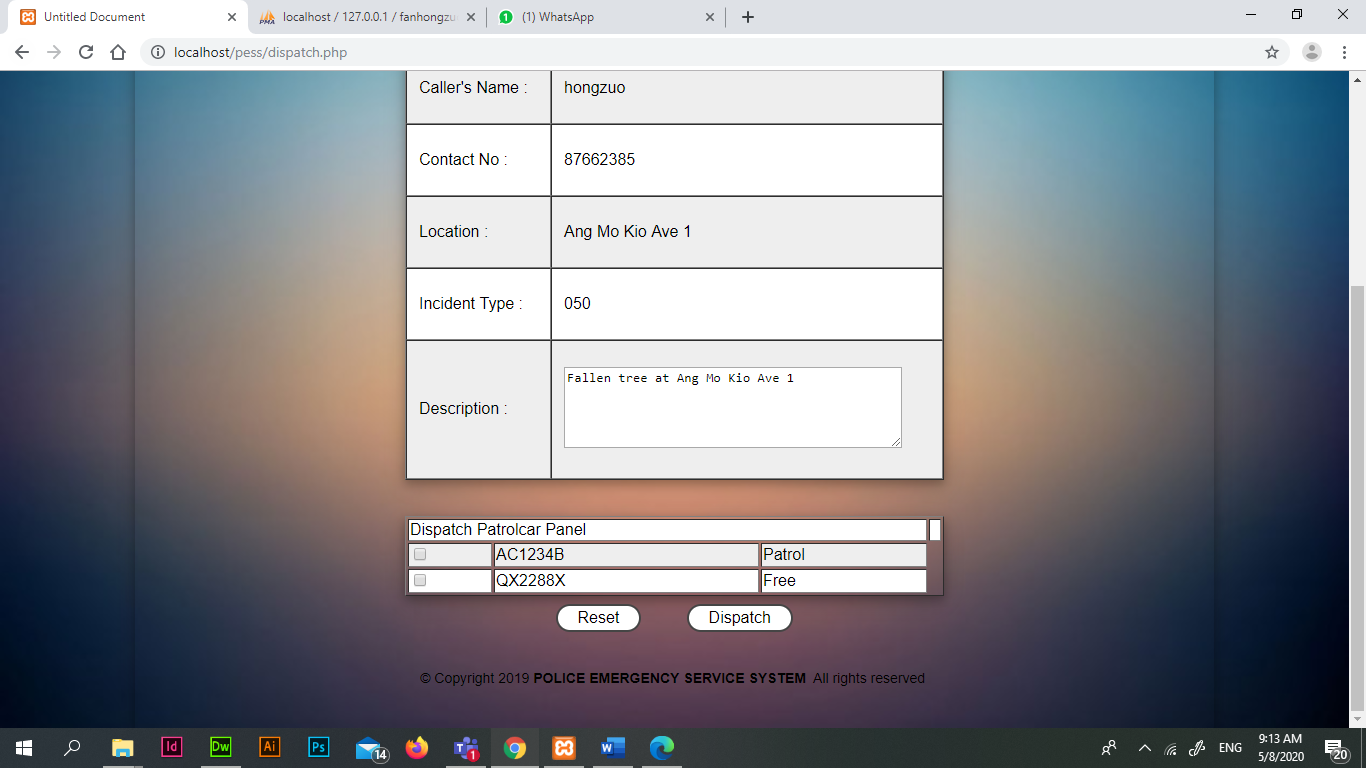 Untitled Document
localhost / 127.0.0.1 / fanhongzu
(1) WhatsApp
localhost/pess/dispatch.php
Caller's Name : hongzuo
Contact No : 87662385
Location : Ang Mo Kio Ave 1
Incident Type : 050
Description : Fallen tree at Ang Mo Kio Ave 1
Dispatch Patrolcar Panel
AC1234B Patrol
QX2288X Free
Reset Dispatch
© Copyright 2019 POLICE EMERGENCY SERVICE SYSTEM All rights reserved
Id Dw Ai Ps 14 1 W ENG 9:13 AM
5/8/2020 20